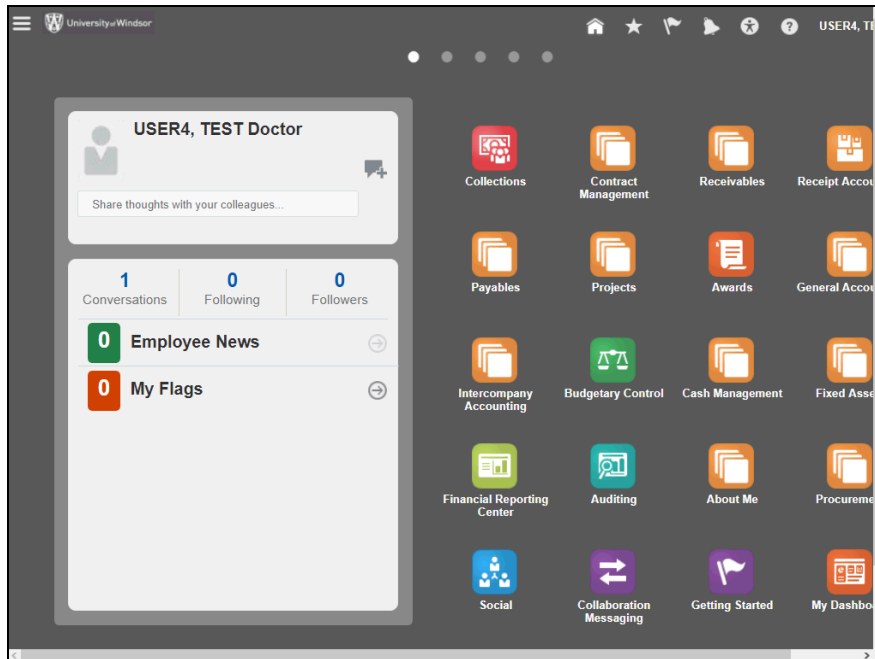 University of Windsor
USER4, TE
USER4, TEST Doctor
Share thoughts with your colleagues...
1
0
0
Conversations
Following
Followers
0 Employee News
0 My Flags
Collections
Contract
Management
Receivables
Receipt Accou
Payables
Projects
Awards
General Accou
Intercompany
Accounting
Budgetary Control
Cash Management
Fixed Asse
Financial Reporting
Center
Auditing
About Me
Procureme
Social
Collaboration
Messaging
Getting Started
My Dashbo